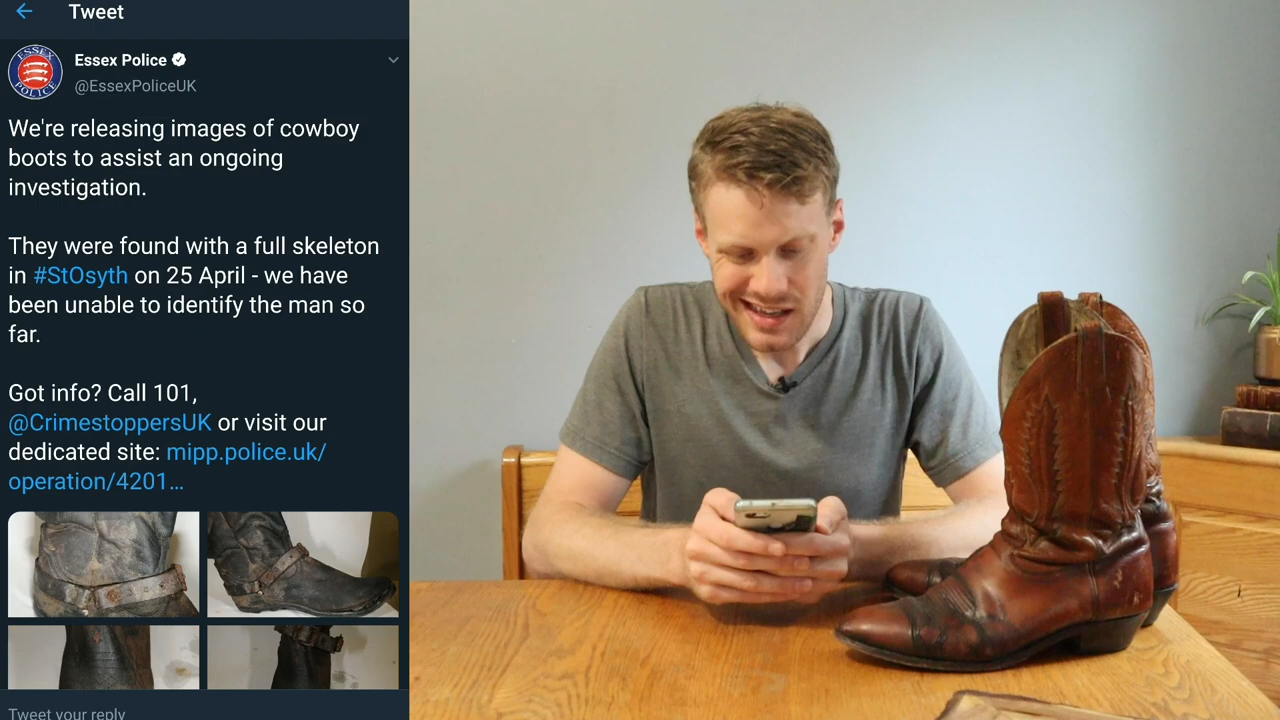 Tweet
ESSEX
POLICE
Essex Police
@EssexPoliceUK
We're releasing images of cowboy
boots to assist an ongoing
investigation.
They were found with a full skeleton
in #StOsyth on 25 April - we have
been unable to identify the man so
far.
Got info? Call 101,
@CrimestoppersUK or visit our
dedicated site: mipp.police.uk/
operation/4201…
Tweet your reply